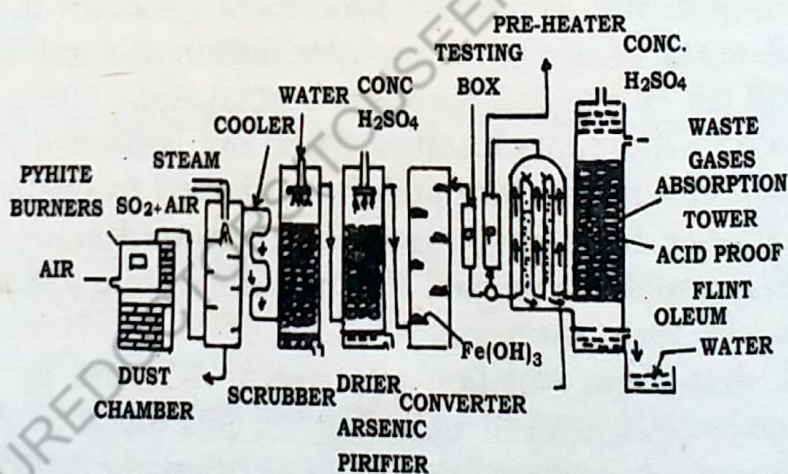 PRE-HEATER
TESTING
BOX
CONC.
H₂SO₄
WATER
CONC
H₂SO₄
COOLER
STEAM
SO₂+AIR
PYHITE
BURNERS
AIR
WASTE
GASES
ABSORPTION
TOWER
ACID PROOF
FLINT
OLEUM
WATER
Fe(OH)₃
DUST
CHAMBER
SCRUBBER
DRIER
ARSENIC
PIRIFIER
CONVERTER
UREDOCTORSATOUSEEF